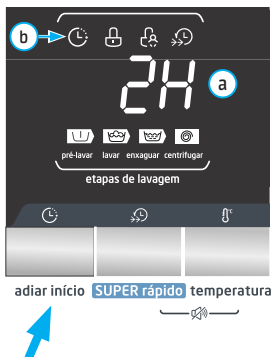 b
2H
a
pré-lavar lavar enxaguar centrifugar
etapas de lavagem
°C
adiar início SUPER rápido temperatura